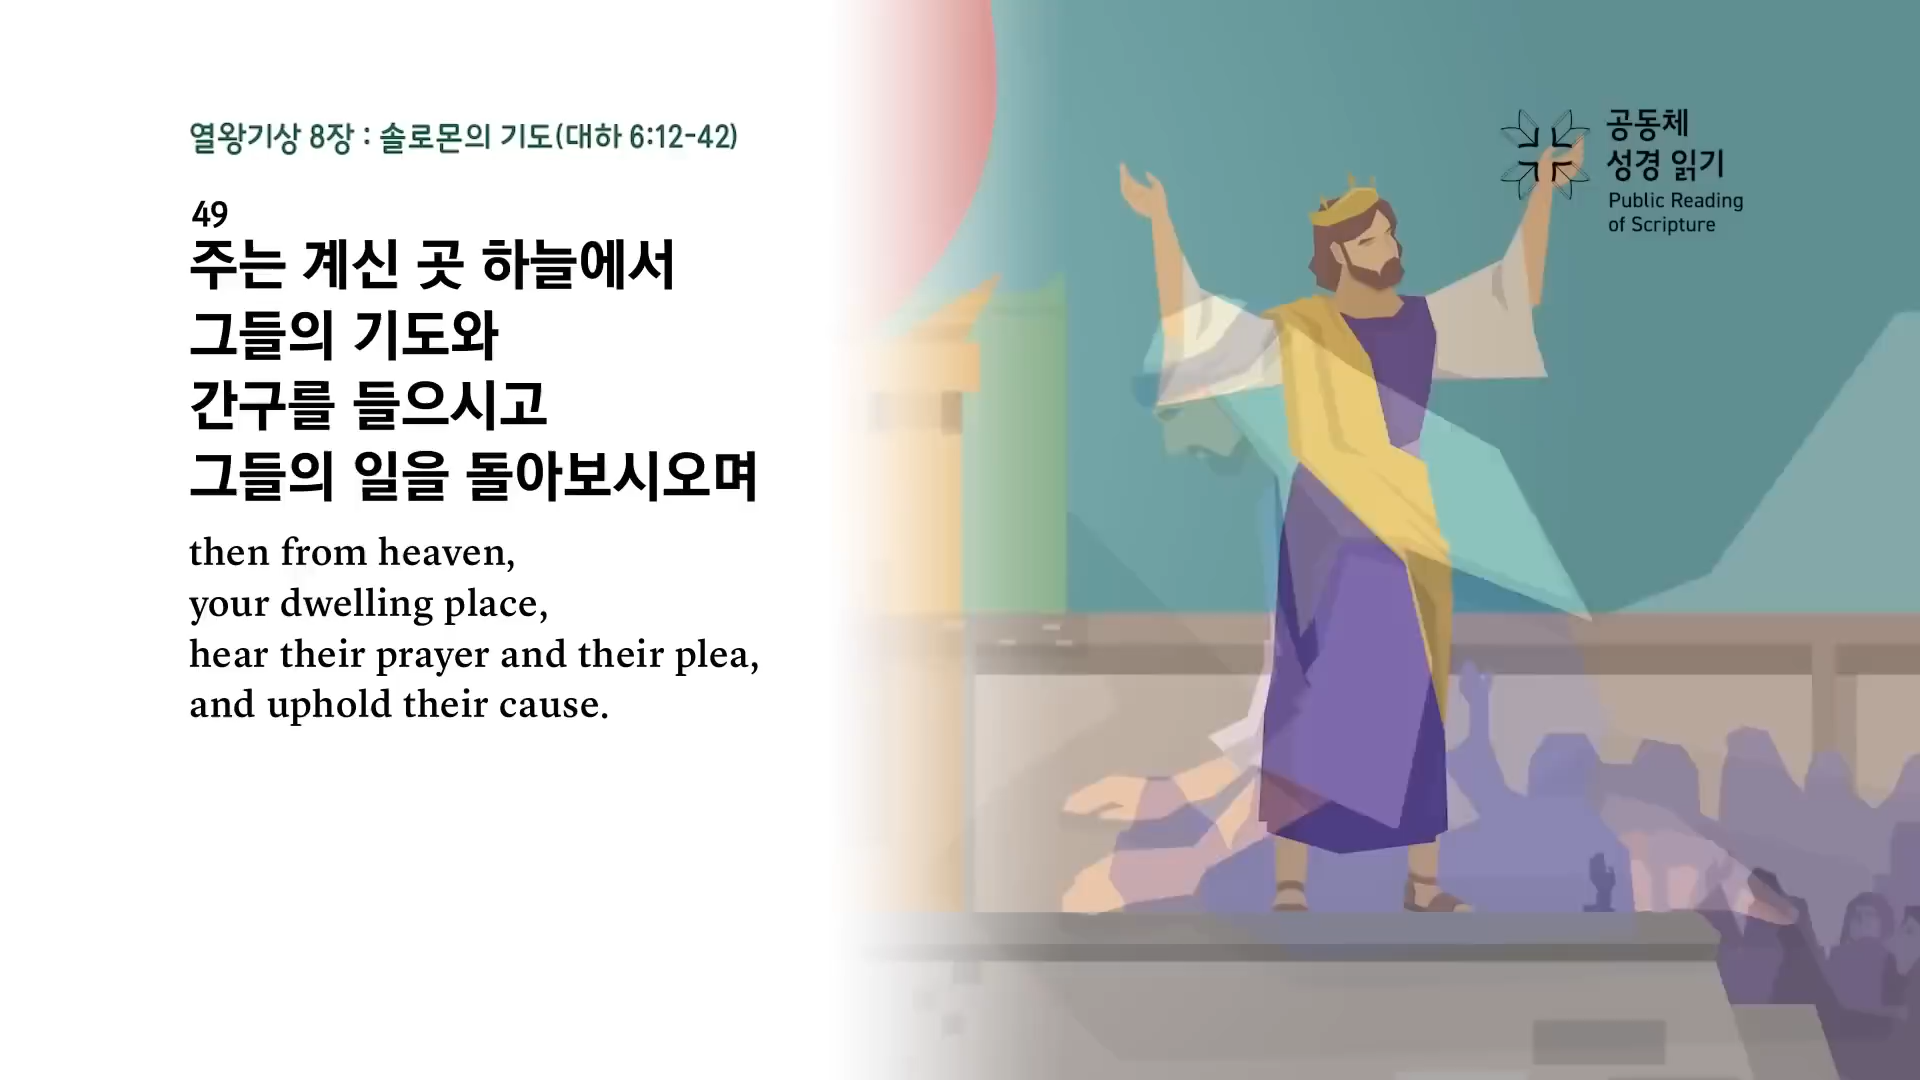 열왕기상 8장 : 솔로몬의 기도(대하 6:12-42)
49
주는 계신 곳 하늘에서
그들의 기도와
간구를 들으시고
그들의 일을 돌아보시오며
then from heaven,
your dwelling place,
hear their prayer and their plea,
and uphold their cause.
공동체
성경 읽기
Public Reading
of Scripture